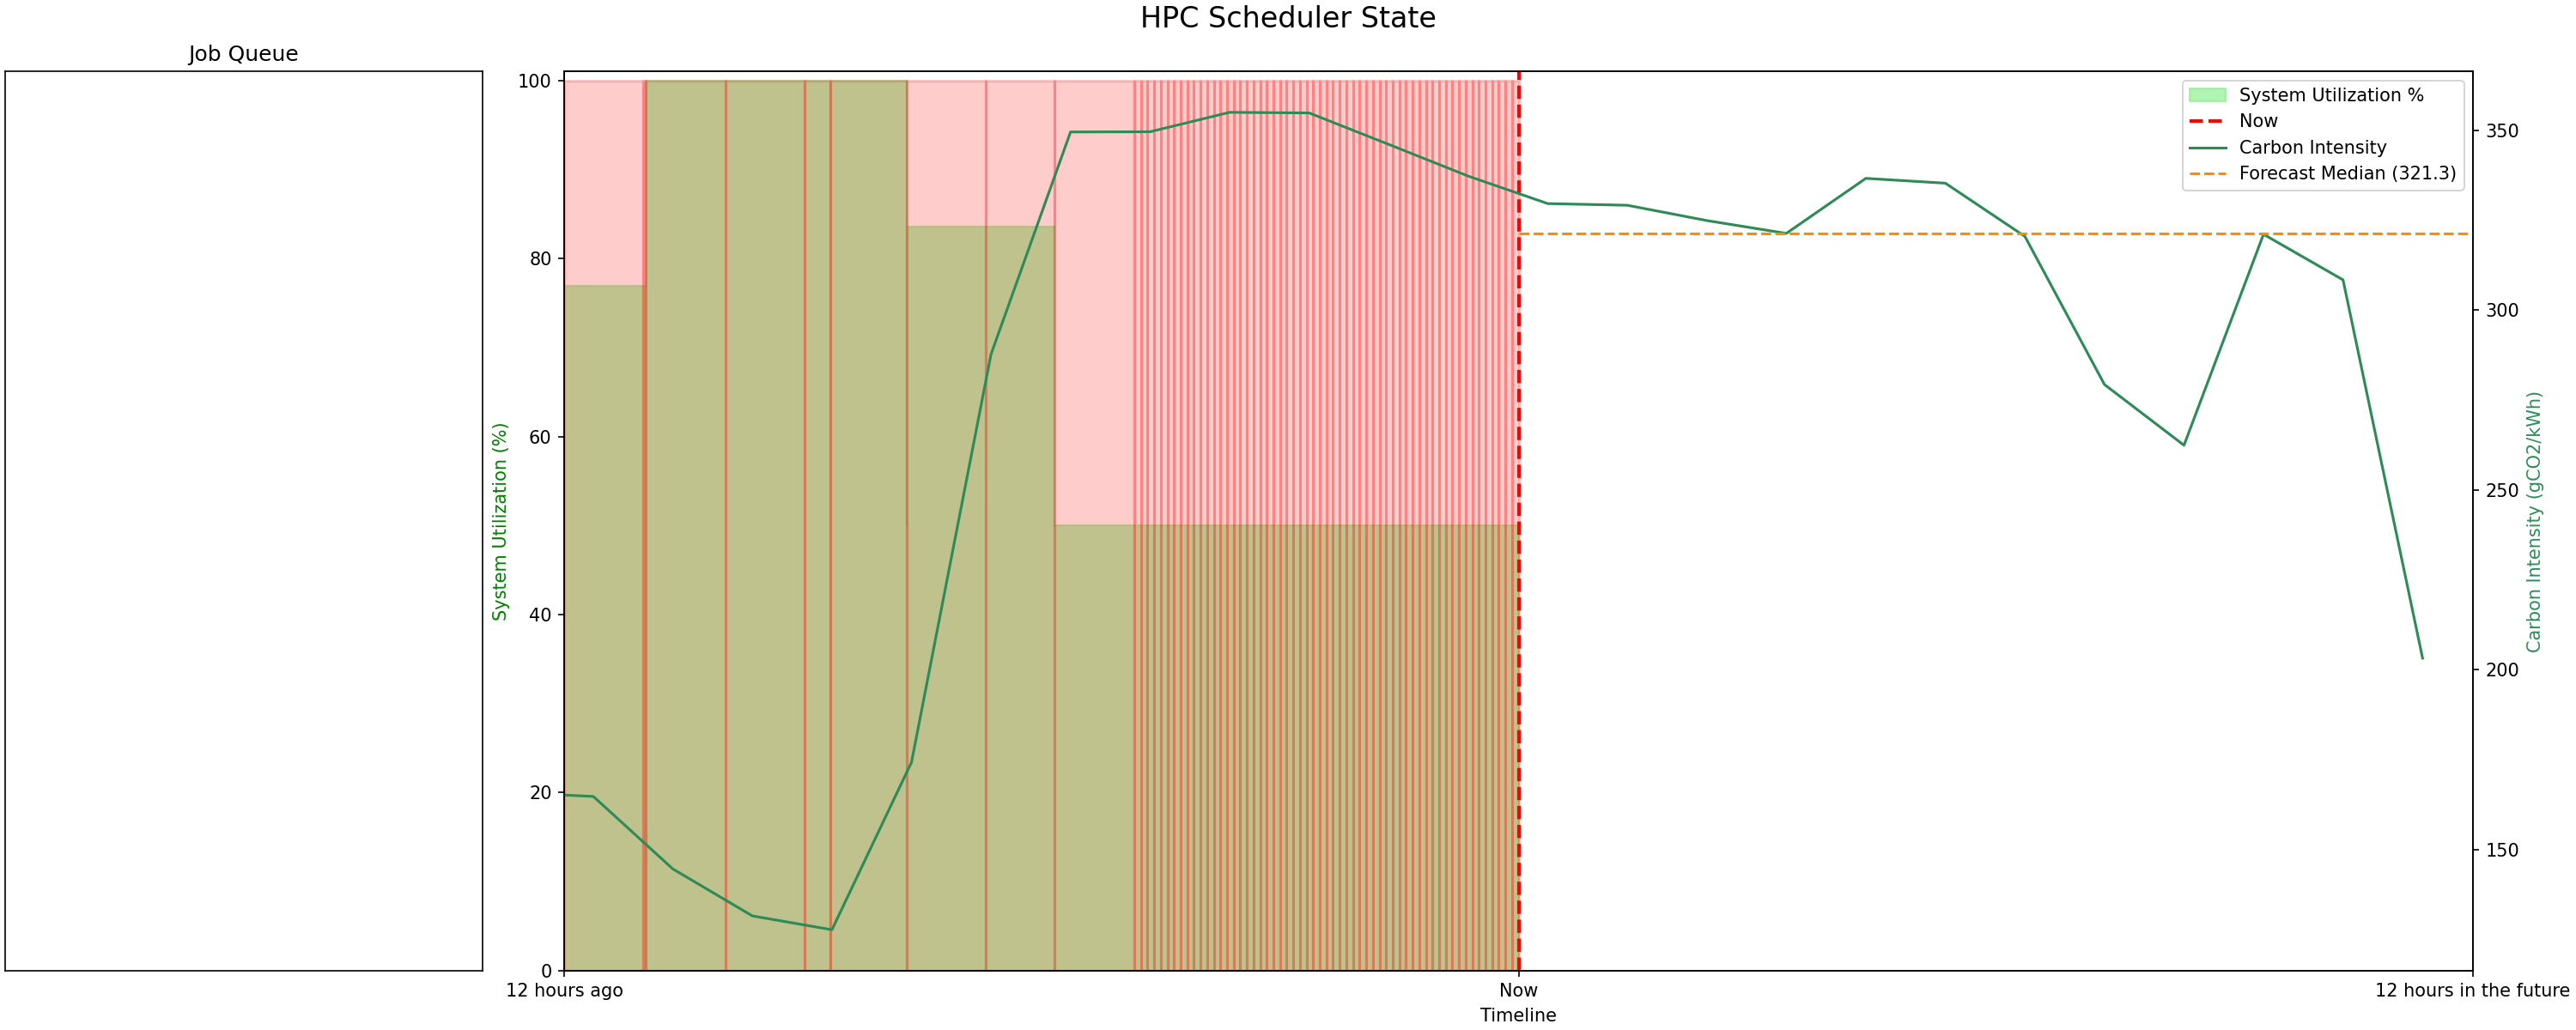 HPC Scheduler State
Job Queue
System Utilization (%)
100
80
60
40
20
0
12 hours ago
Now
12 hours in the future
Timeline
System Utilization %
Now
Carbon Intensity
Forecast Median (321.3)
350
300
250
200
150
Carbon Intensity (gCO2/kWh)